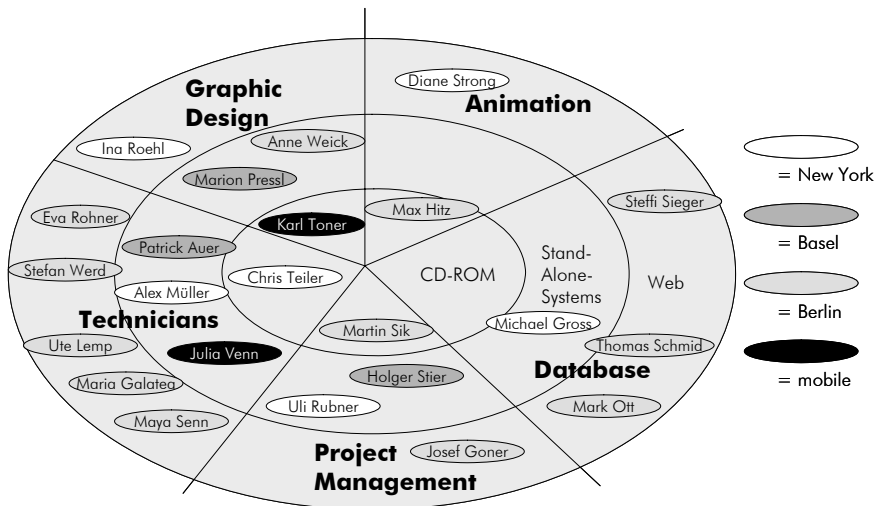 Graphic
Design
Diane Strong
Animation
Ina Roehl
Anne Weick
Marion Pressl
Karl Toner
Max Hitz
Steffi Sieger
Eva Rohner
Patrick Auer
Stefan Werd
Alex Müller
Chris Teiler
Technicians
Ute Lemp
Julia Venn
Maria Galateg
Maya Senn
CD-ROM
Stand-
Alone-
Systems
Web
Michael Gross
Thomas Schmid
Database
Mark Ott
Martin Sik
Holger Stier
Uli Rubner
Project
Management
Josef Goner
= New York
= Basel
= Berlin
= mobile